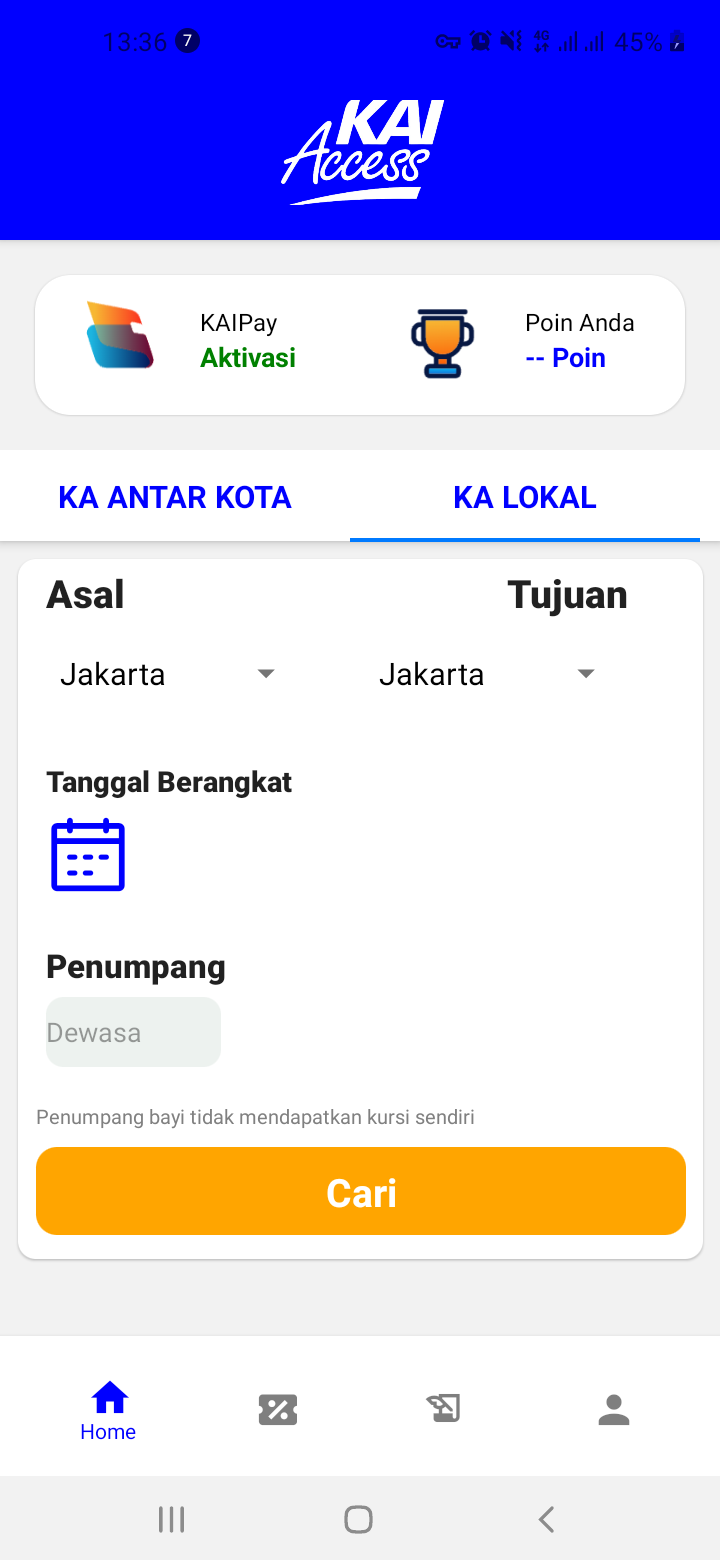 13:36 7 4G 45%
KAI
Access
KAIPay Poin Anda
Aktivasi -- Poin
KA ANTAR KOTA KA LOKAL
Asal Tujuan
Jakarta Jakarta
Tanggal Berangkat
Penumpang
Dewasa
Penumpang bayi tidak mendapatkan kursi sendiri
Cari
Home